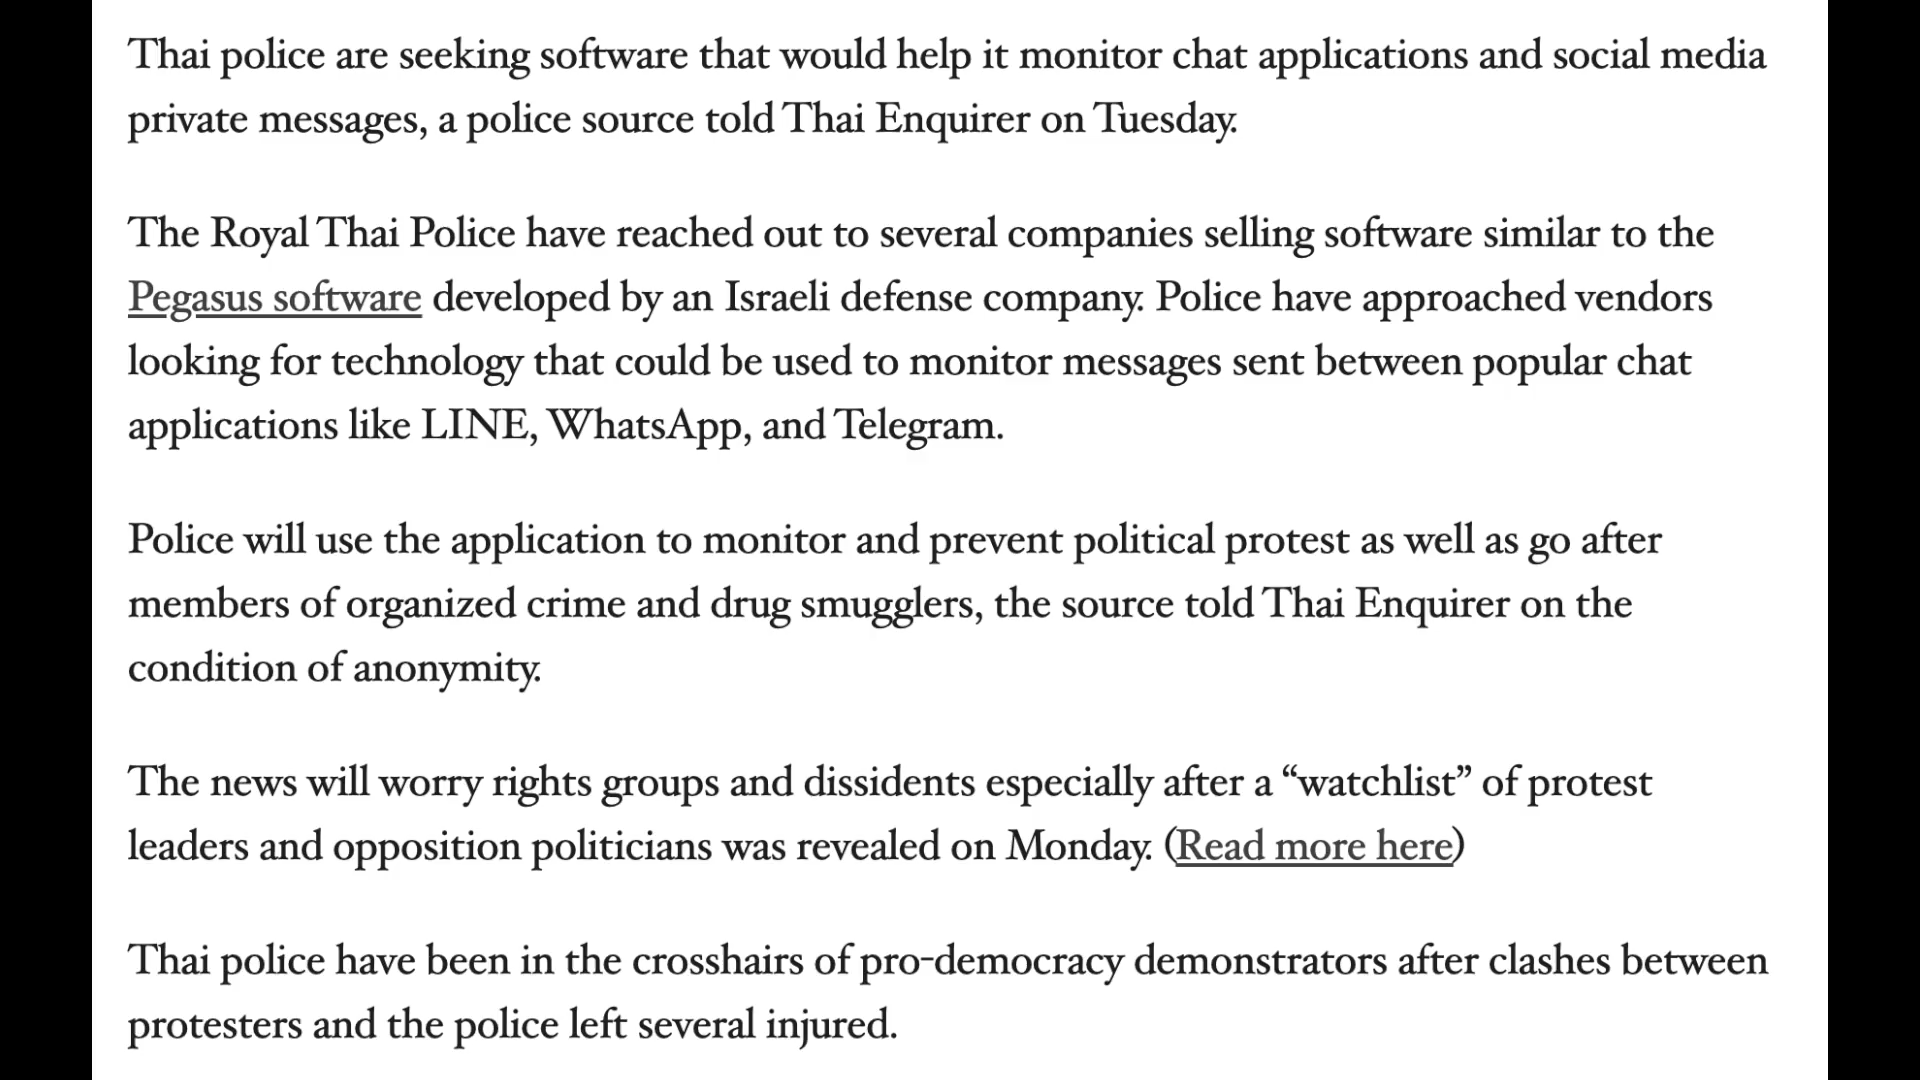 Thai police are seeking software that would help it monitor chat applications and social media
private messages, a police source told Thai Enquirer on Tuesday.
The Royal Thai Police have reached out to several companies selling software similar to the
Pegasus software developed by an Israeli defense company. Police have approached vendors
looking for technology that could be used to monitor messages sent between popular chat
applications like LINE, WhatsApp, and Telegram.
Police will use the application to monitor and prevent political protest as well as go after
members of organized crime and drug smugglers, the source told Thai Enquirer on the
condition of anonymity.
The news will worry rights groups and dissidents especially after a “watchlist” of protest
leaders and opposition politicians was revealed on Monday. (Read more here)
Thai police have been in the crosshairs of pro-democracy demonstrators after clashes between
protesters and the police left several injured.